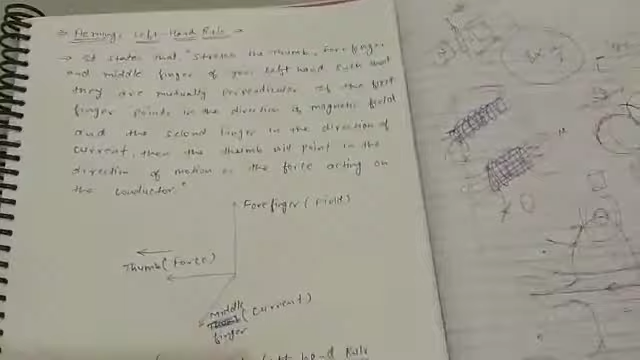 Fleming Left-Hand Rule
It states that "Stretch the thumb, Forefinger
and middle finger of your left hand such that
they are mutually perpendicular If the first
finger points in the direction of magnetic field
and the second finger in the direction of
current, then the thumb will point in the
direction of motion or the force acting on
the conductor."
Forefinger (Field)
Thumb (Force)
Middle (Current)
finger
left hand Rule